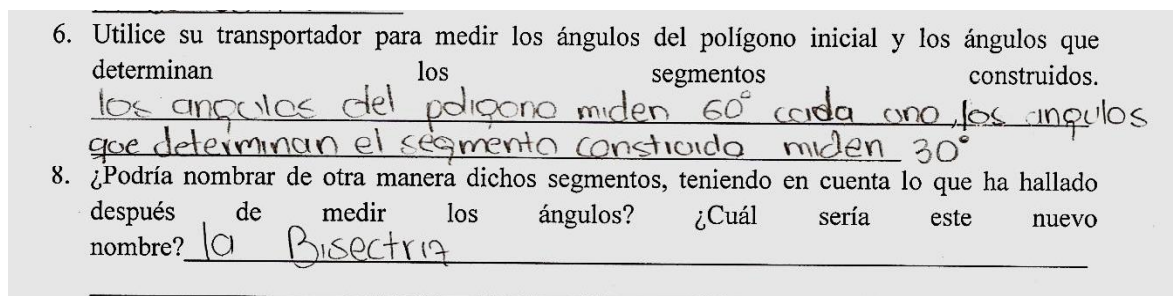 6. Utilice su transportador para medir los ángulos del polígono inicial y los ángulos que
determinan los segmentos construidos.
los angulos del poligono miden 60° cada uno, los angulos
que determinan el segmento constiuido miden 30°
8. ¿Podría nombrar de otra manera dichos segmentos, teniendo en cuenta lo que ha hallado
después de medir los ángulos? ¿Cuál sería este nuevo
nombre? la Bisectriz